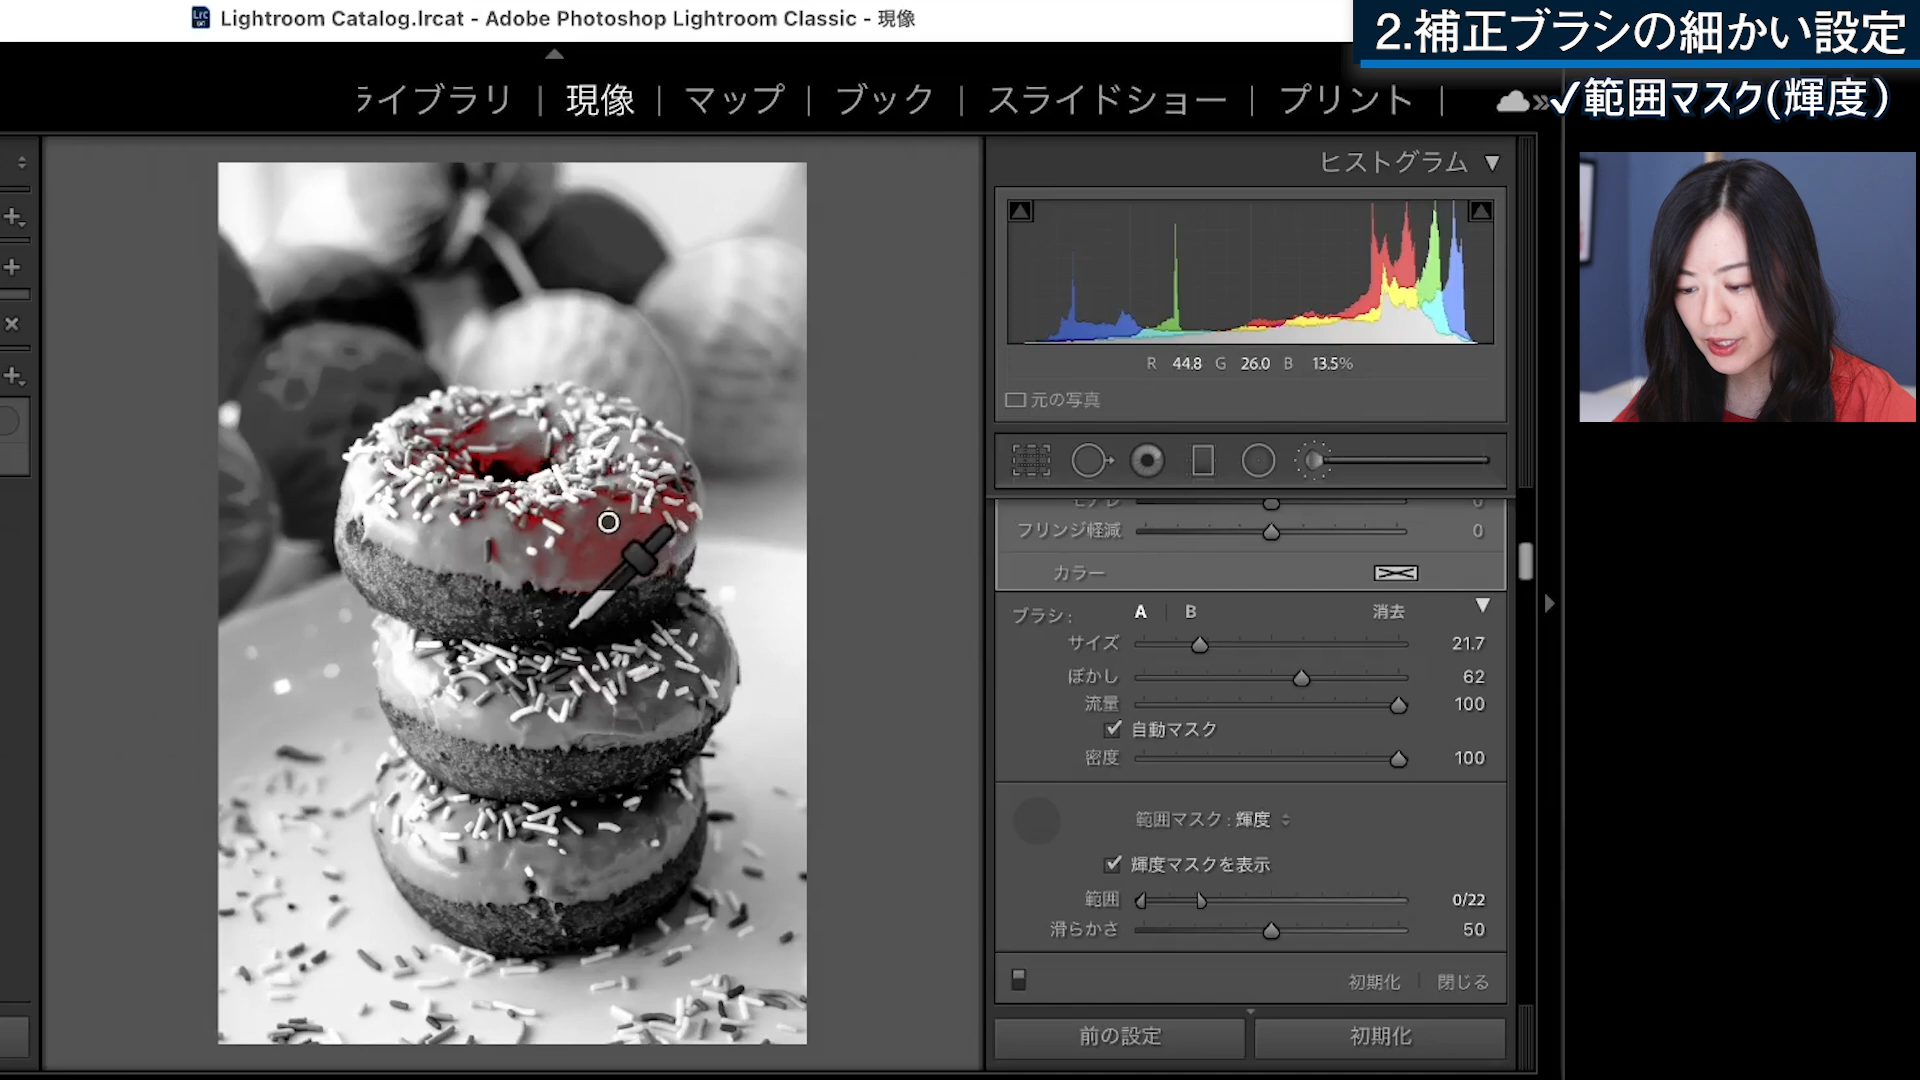 Lightroom Catalog.lrcat - Adobe Photoshop Lightroom Classic - 現像
2.補正ブラシの細かい設定
ライブラリ | 現像 | マップ | ブック | スライドショー | プリント |
✓範囲マスク(輝度)
ヒストグラム ▼
R 44.8 G 26.0 B 13.5%
元の写真
モアレ 0
フリンジ軽減 0
カラー
ブラシ : A | B 消去
サイズ 21.7
ぼかし 62
流量 100
自動マスク
密度 100
範囲マスク : 輝度
輝度マスクを表示
範囲 0/22
滑らかさ 50
初期化 | 閉じる
前の設定
初期化